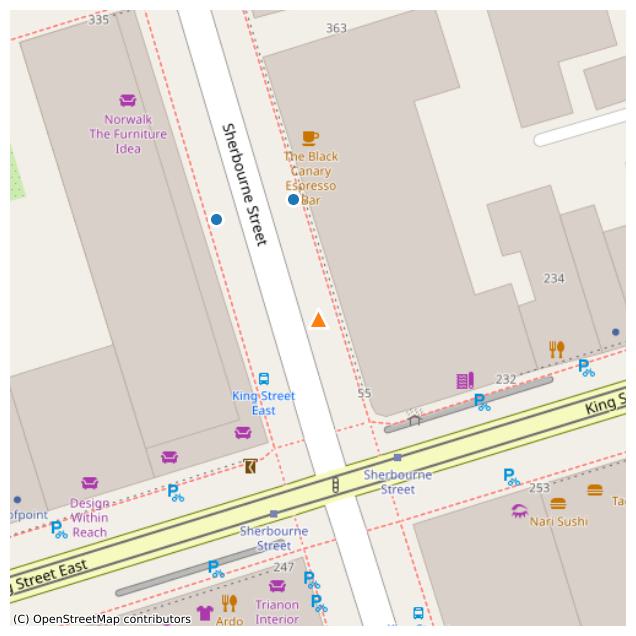 335
363
Norwalk
The Furniture
Idea
Sherbourne Street
The Black
Canary
Espresso
Bar
234
King Street
East
55
232
King S
Sherbourne
Street
Design
Within
Reach
ofpoint
253
Nari Sushi
Ta
Sherbourne
Street
g Street East
247
Trianon
Interior
Ardo
(C) OpenStreetMap contributors